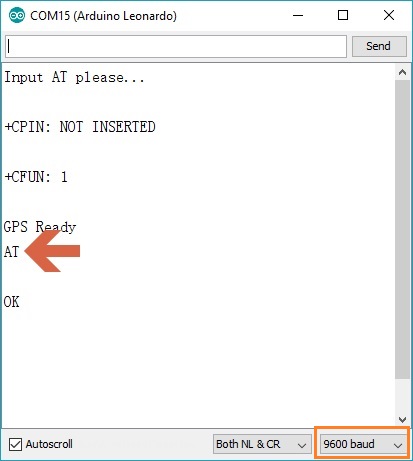 COM15 (Arduino Leonardo)
Send
Input AT please...
+CPIN: NOT INSERTED
+CFUN: 1
GPS Ready
AT
OK
Autoscroll
Both NL & CR
9600 baud